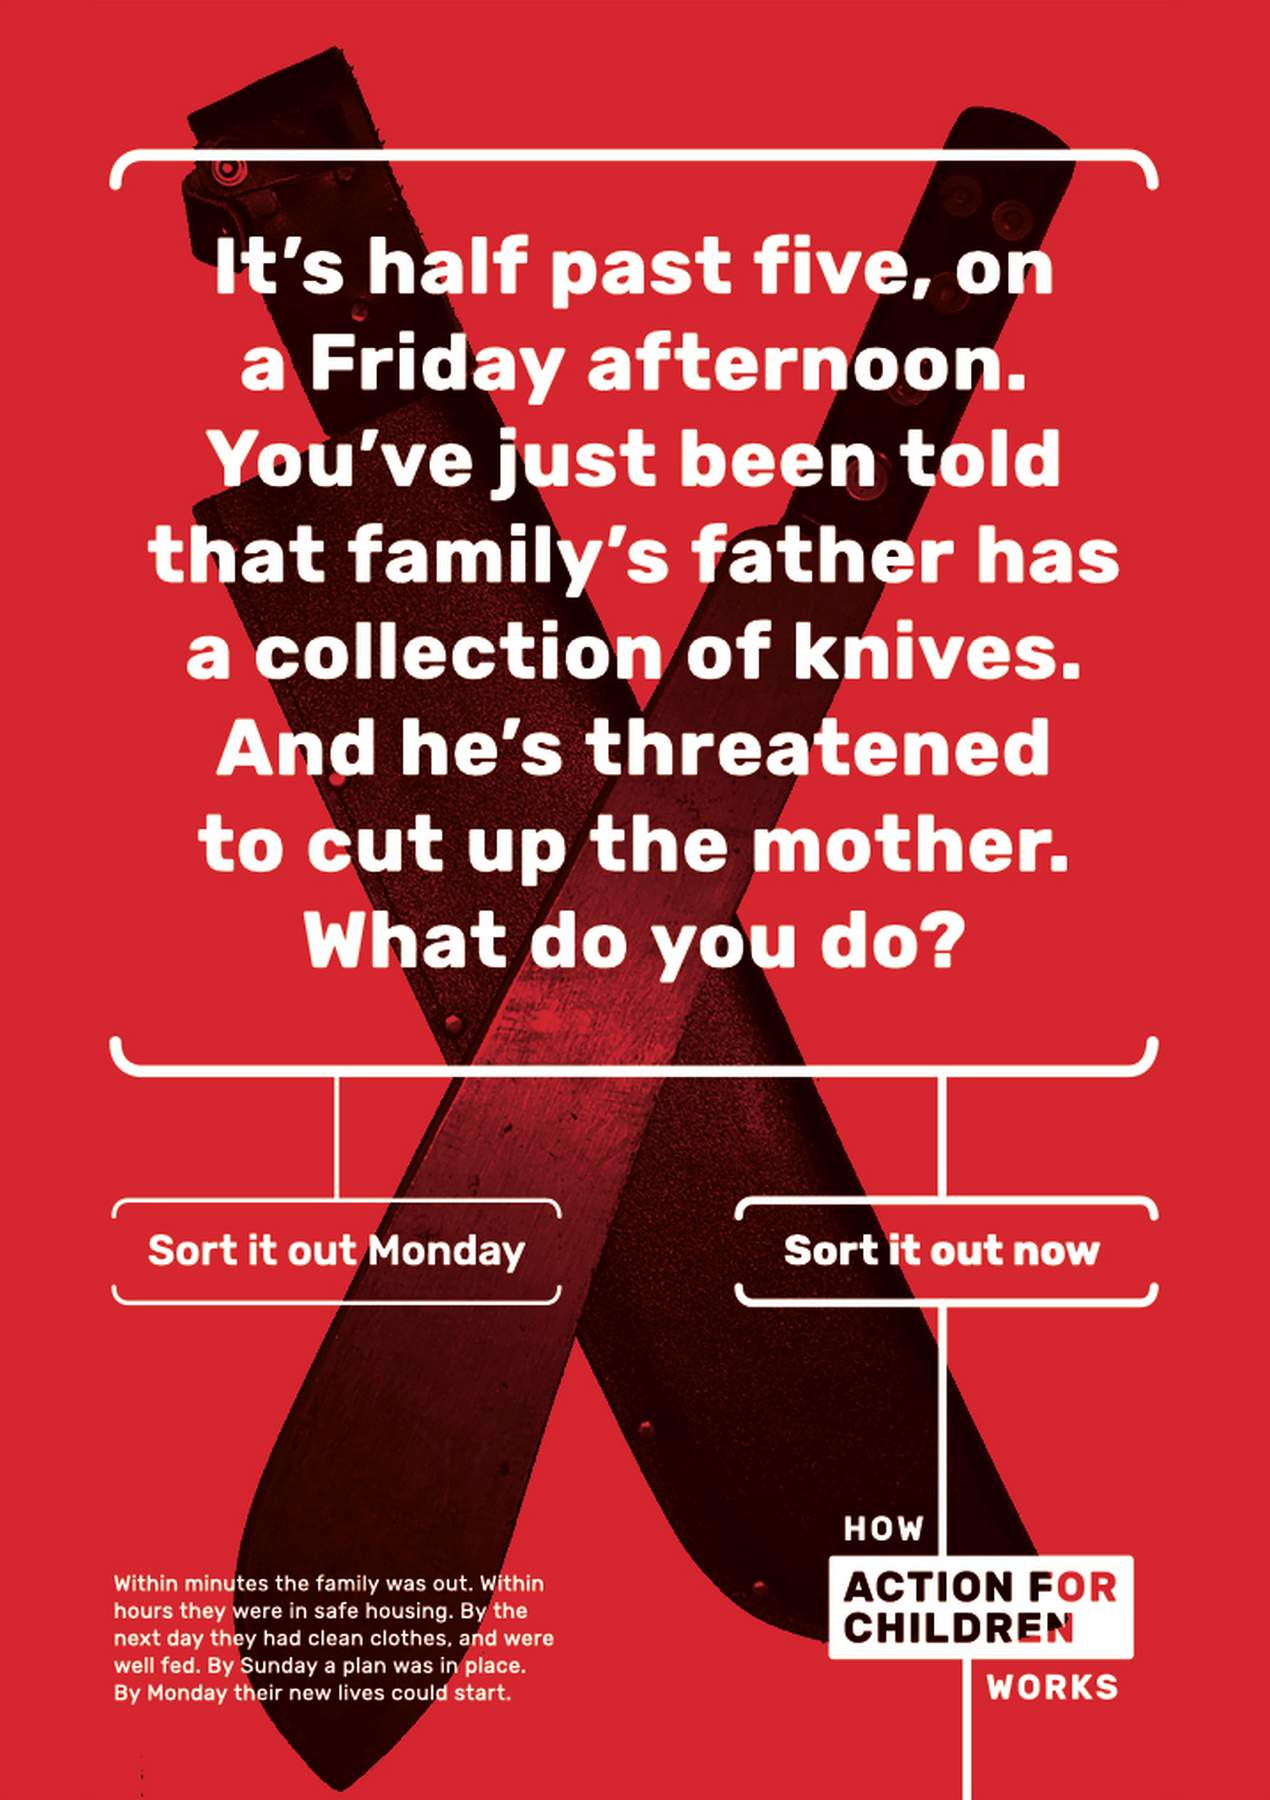 It’s half past five, on
a Friday afternoon.
You’ve just been told
that family’s father has
a collection of knives.
And he’s threatened
to cut up the mother.
What do you do?
Sort it out Monday
Sort it out now
Within minutes the family was out. Within
hours they were in safe housing. By the
next day they had clean clothes, and were
well fed. By Sunday a plan was in place.
By Monday their new lives could start.
HOW
ACTION FOR
CHILDREN
WORKS